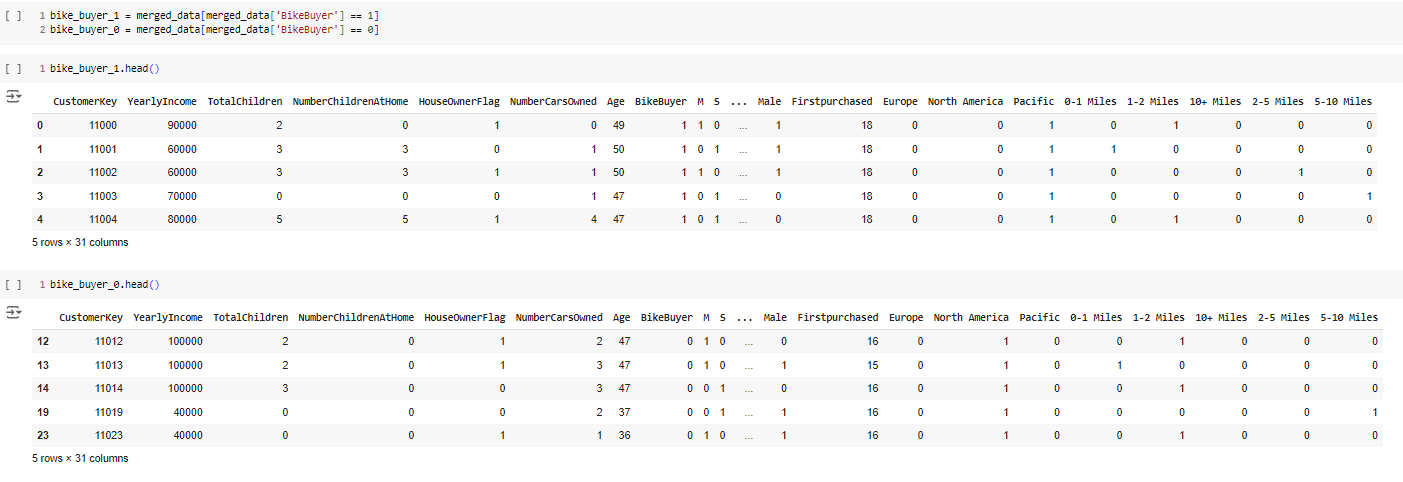 [ ] 1 bike_buyer_1 = merged_data[merged_data['BikeBuyer'] == 1]
2 bike_buyer_0 = merged_data[merged_data['BikeBuyer'] == 0]
[ ] 1 bike_buyer_1.head()
CustomerKey YearlyIncome TotalChildren NumberChildrenAtHome HouseOwnerFlag NumberCarsOwned Age BikeBuyer M S ... Male Firstpurchased Europe North America Pacific 0-1 Miles 1-2 Miles 10+ Miles 2-5 Miles 5-10 Miles
0 11000 90000 2 0 1 0 49 1 1 0 ... 1 18 0 0 1 0 1 0 0 0
1 11001 60000 3 3 0 1 50 1 0 1 ... 1 18 0 0 1 1 0 0 0 0
2 11002 60000 3 3 1 1 50 1 1 0 ... 1 18 0 0 1 0 0 0 1 0
3 11003 70000 0 0 0 1 47 1 0 1 ... 0 18 0 0 1 0 0 0 0 1
4 11004 80000 5 5 1 4 47 1 0 1 ... 0 18 0 0 1 0 1 0 0 0
5 rows × 31 columns
[ ] 1 bike_buyer_0.head()
CustomerKey YearlyIncome TotalChildren NumberChildrenAtHome HouseOwnerFlag NumberCarsOwned Age BikeBuyer M S ... Male Firstpurchased Europe North America Pacific 0-1 Miles 1-2 Miles 10+ Miles 2-5 Miles 5-10 Miles
12 11012 100000 2 0 1 2 47 0 1 0 ... 0 16 0 1 0 0 1 0 0 0
13 11013 100000 2 0 1 3 47 0 1 0 ... 1 15 0 1 0 1 0 0 0 0
14 11014 100000 3 0 0 3 47 0 0 1 ... 0 16 0 1 0 0 1 0 0 0
19 11019 40000 0 0 0 2 37 0 0 1 ... 1 16 0 1 0 0 0 0 0 1
23 11023 40000 0 0 1 1 36 0 1 0 ... 1 16 0 1 0 0 1 0 0 0
5 rows × 31 columns